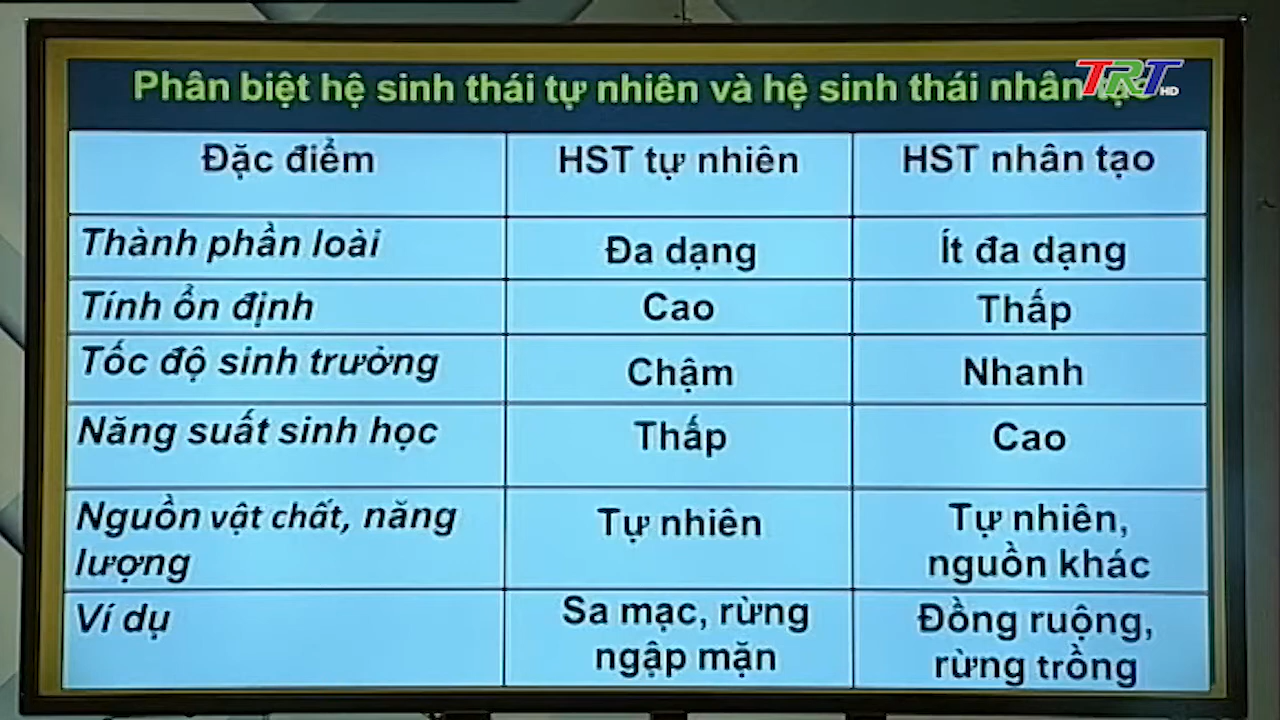 Phân biệt hệ sinh thái tự nhiên và hệ sinh thái nhân tạo
TRT HD
Đặc điểm HST tự nhiên HST nhân tạo
Thành phần loài Đa dạng Ít đa dạng
Tính ổn định Cao Thấp
Tốc độ sinh trưởng Chậm Nhanh
Năng suất sinh học Thấp Cao
Nguồn vật chất, năng lượng Tự nhiên Tự nhiên, nguồn khác
Ví dụ Sa mạc, rừng ngập mặn Đồng ruộng, rừng trồng